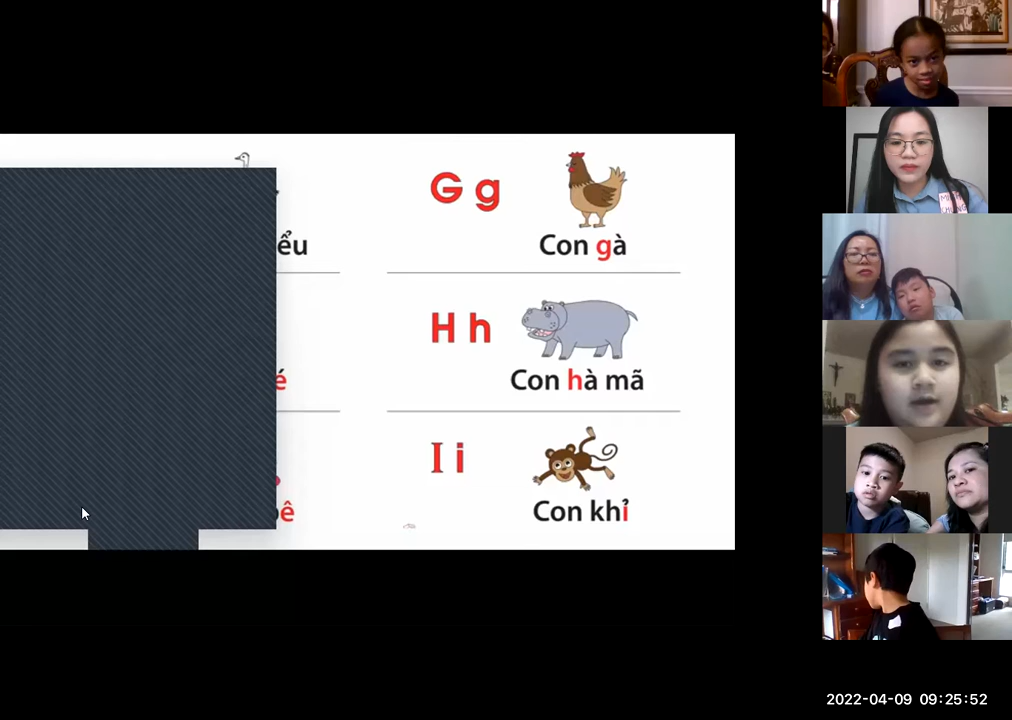 G g
ểu
Con gà
H h
é
Con hà mã
I i
ê
Con khỉ
2022-04-09 09:25:52